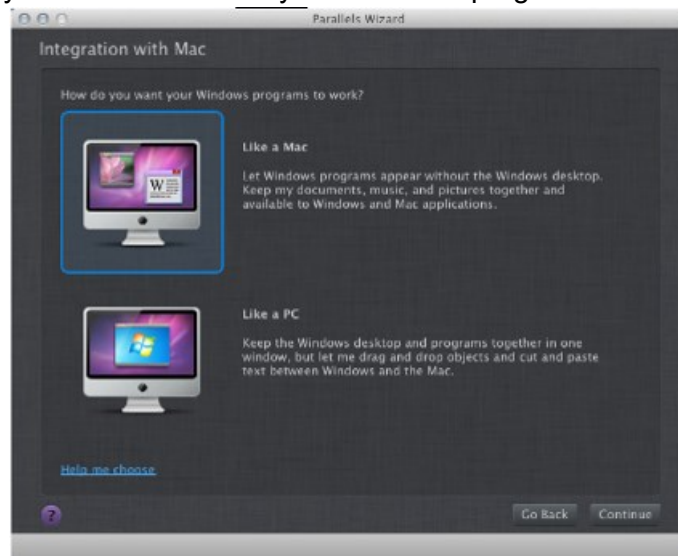 Parallels Wizard
Integration with Mac
How do you want your Windows programs to work?
Like a Mac
Let Windows programs appear without the Windows desktop.
Keep my documents, music, and pictures together and
available to Windows and Mac applications.
W
Like a PC
Keep the Windows desktop and programs together in one
window, but let me drag and drop objects and cut and paste
text between Windows and the Mac.
Help me choose
?
Go Back
Continue